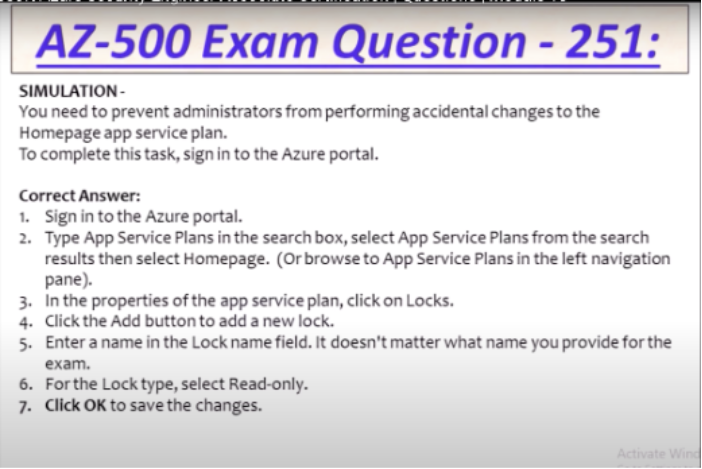 AZ-500 Exam Question - 251:
SIMULATION -
You need to prevent administrators from performing accidental changes to the
Homepage app service plan.
To complete this task, sign in to the Azure portal.
Correct Answer:
1. Sign in to the Azure portal.
2. Type App Service Plans in the search box, select App Service Plans from the search
results then select Homepage. (Or browse to App Service Plans in the left navigation
pane).
3. In the properties of the app service plan, click on Locks.
4. Click the Add button to add a new lock.
5. Enter a name in the Lock name field. It doesn't matter what name you provide for the
exam.
6. For the Lock type, select Read-only.
7. Click OK to save the changes.
Activate Wind